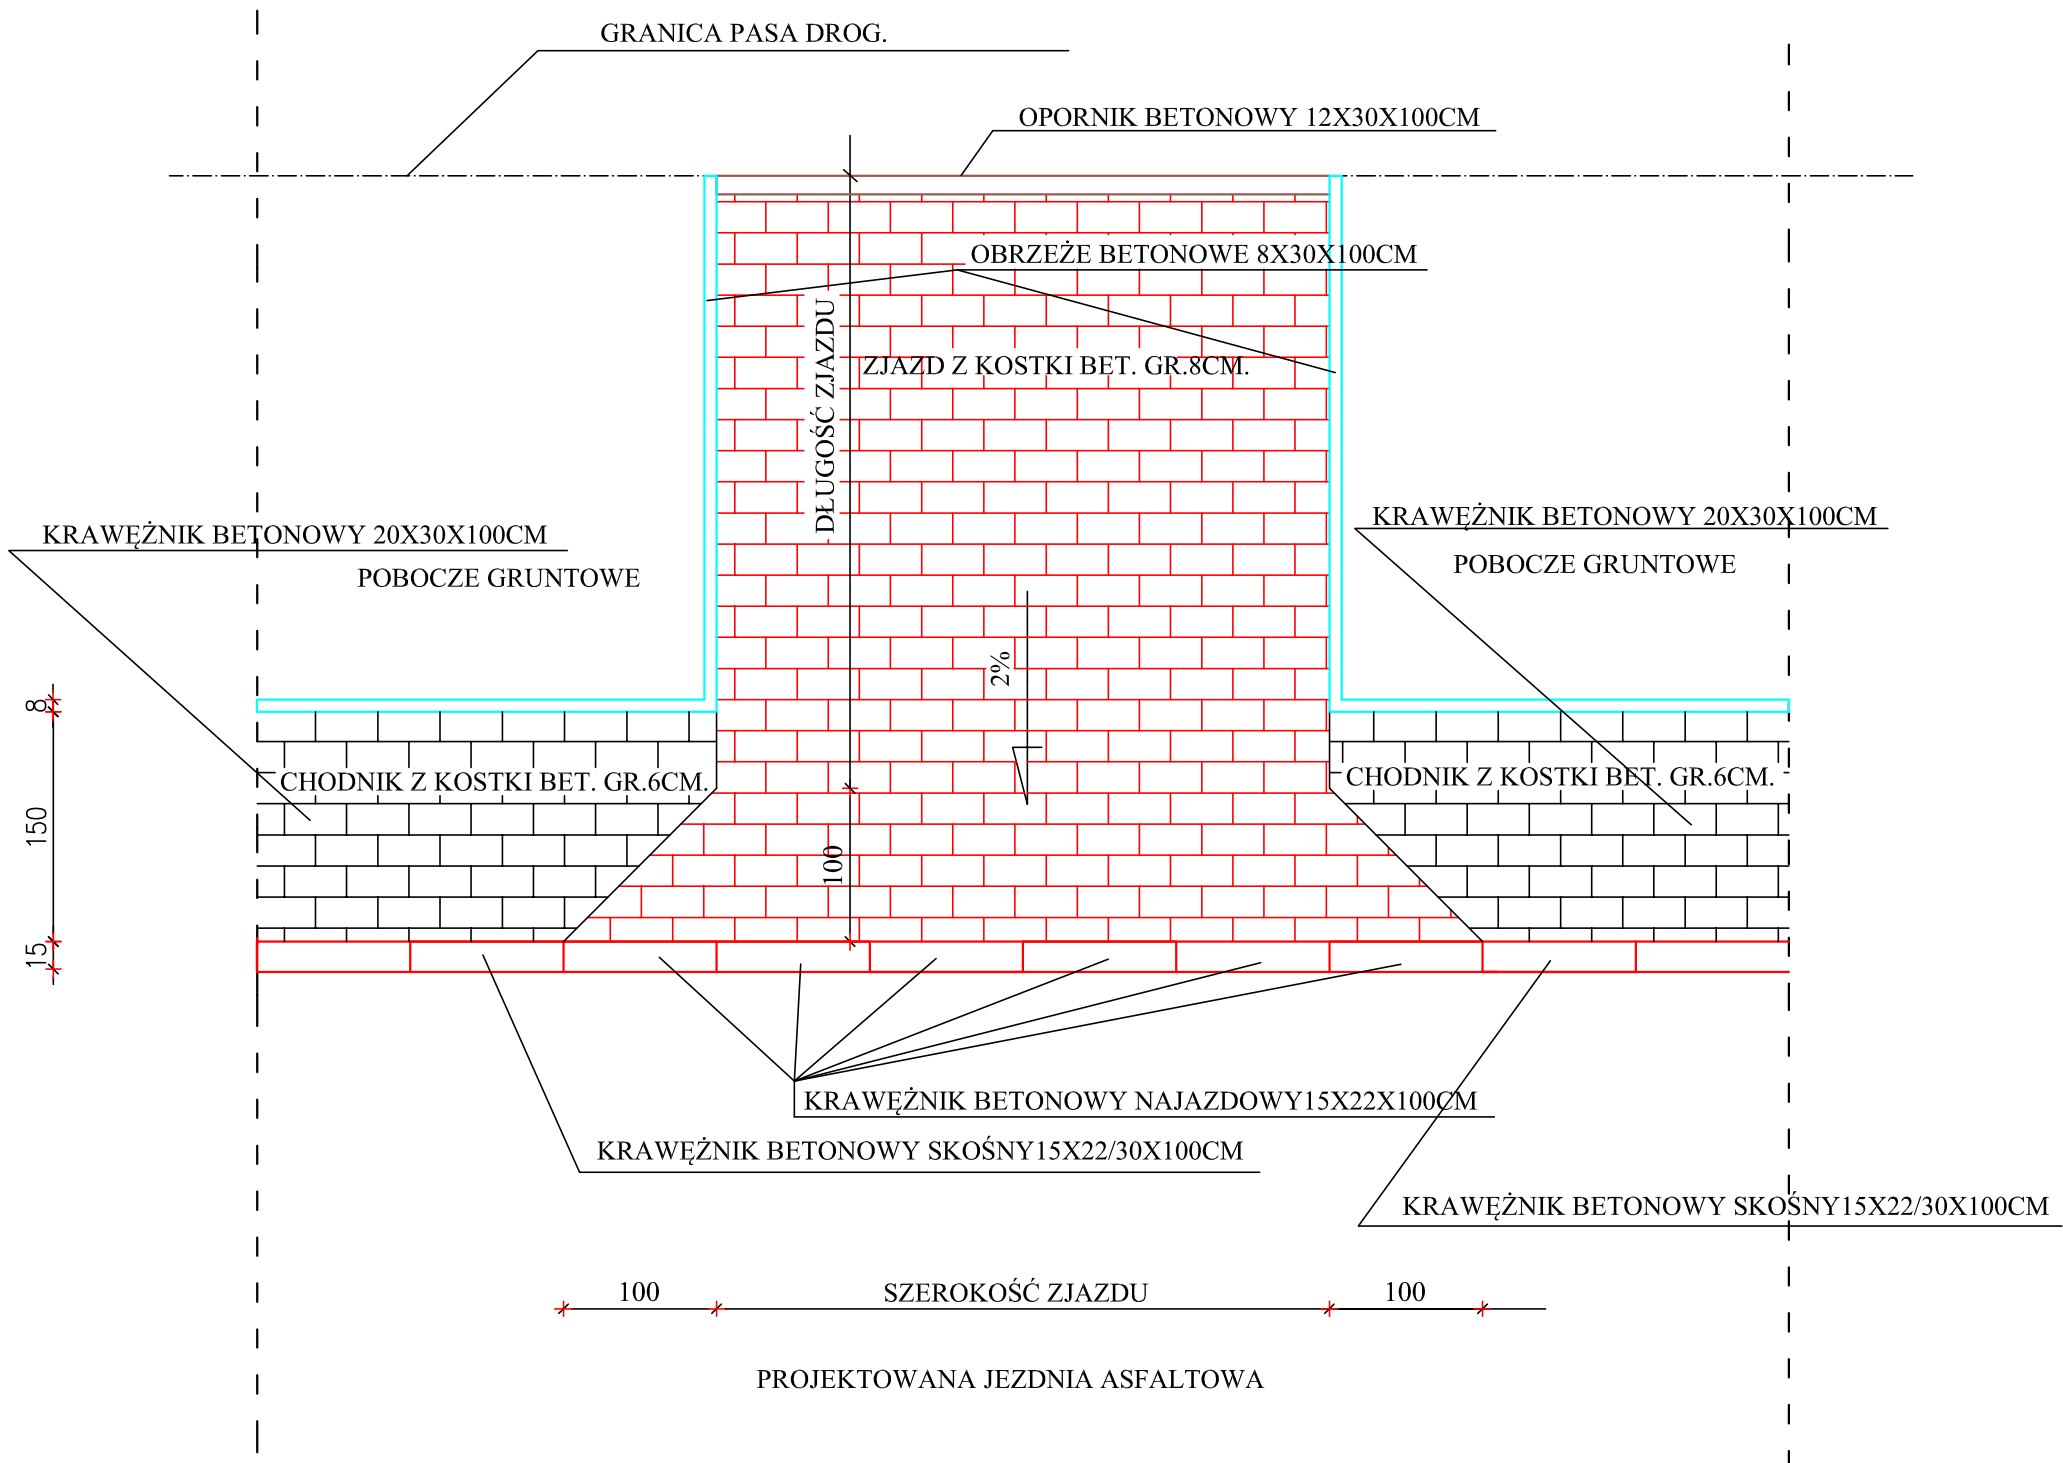 GRANICA PASA DROG.
OPORNIK BETONOWY 12X30X100CM
OBRZEŻE BETONOWE 8X30X100CM
DŁUGOŚĆ ZJAZDU
ZJAZD Z KOSTKI BET. GR.8CM.
KRAWĘŻNIK BETONOWY 20X30X100CM
POBOCZE GRUNTOWE
KRAWĘŻNIK BETONOWY 20X30X100CM
POBOCZE GRUNTOWE
2%
8
CHODNIK Z KOSTKI BET. GR.6CM.
CHODNIK Z KOSTKI BET. GR.6CM.
150
100
15
KRAWĘŻNIK BETONOWY NAJAZDOWY15X22X100CM
KRAWĘŻNIK BETONOWY SKOŚNY15X22/30X100CM
KRAWĘŻNIK BETONOWY SKOŚNY15X22/30X100CM
100
SZEROKOŚĆ ZJAZDU
100
PROJEKTOWANA JEZDNIA ASFALTOWA